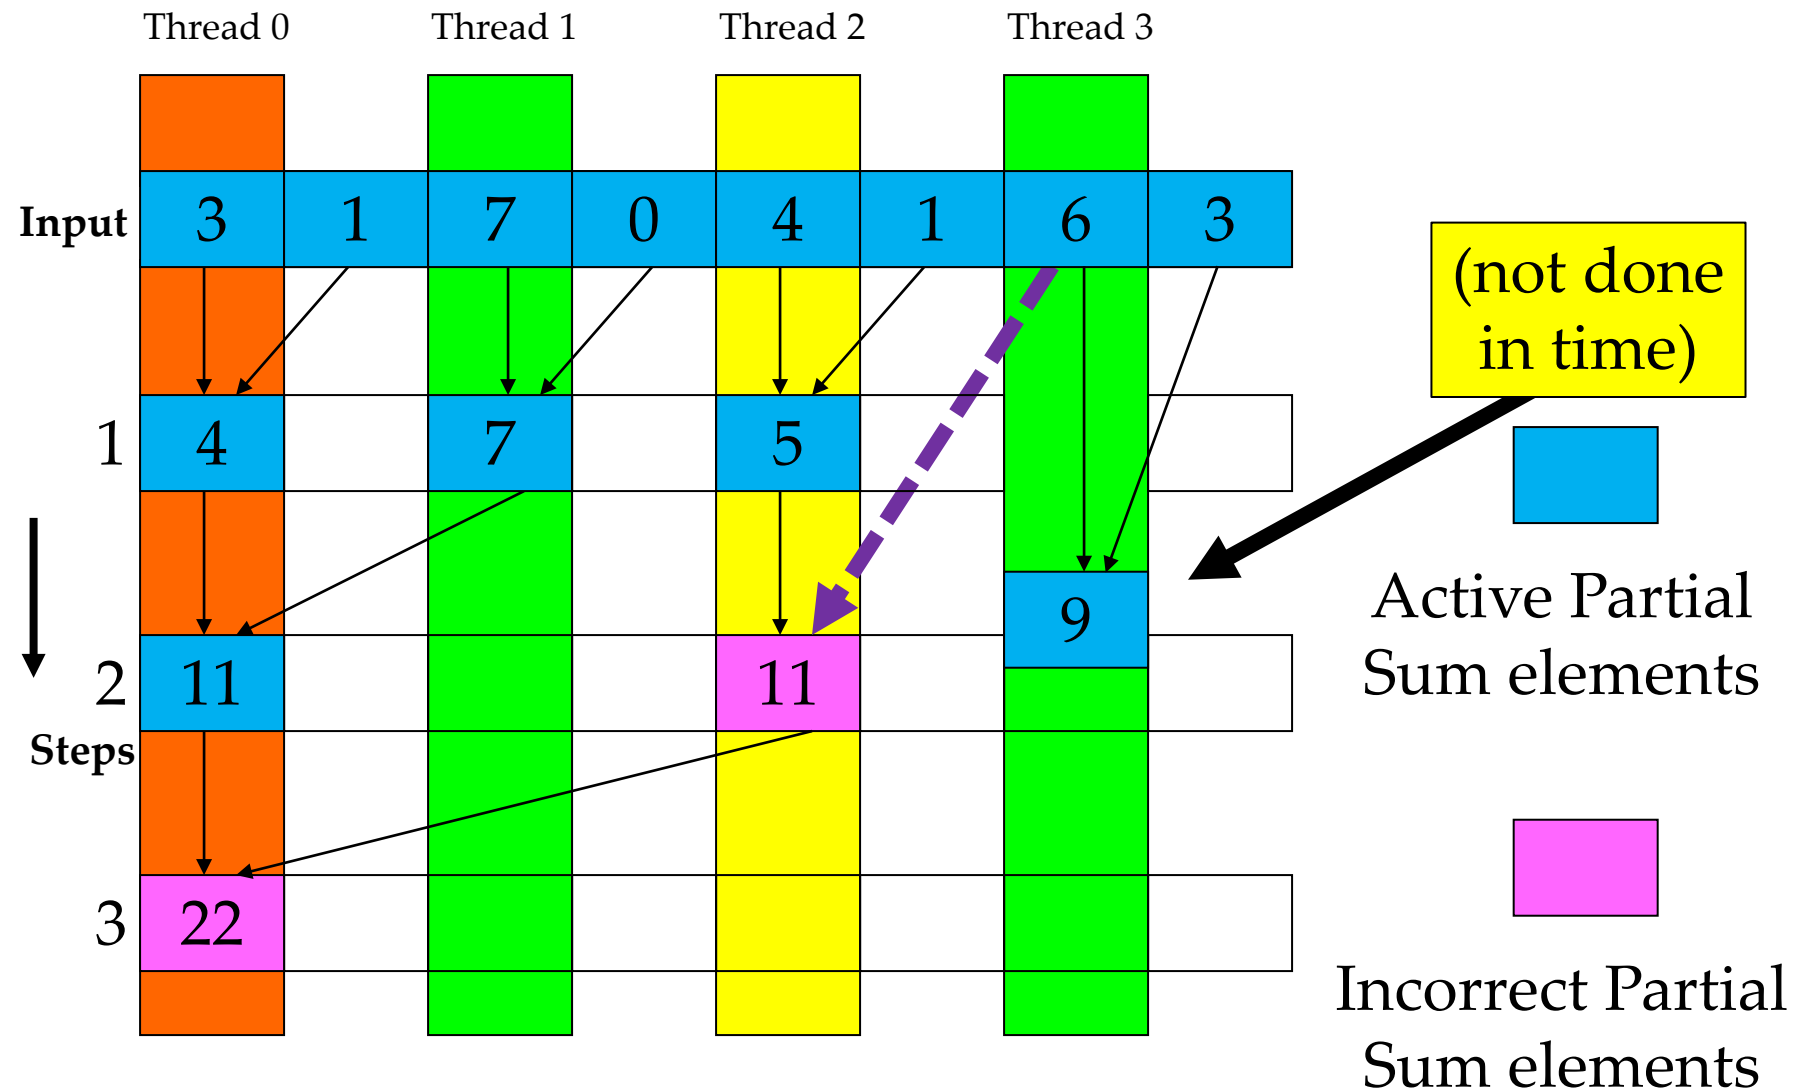 Thread 0 Thread 1 Thread 2 Thread 3
Input 3 1 7 0 4 1 6 3
(not done
in time)
1 4 7 5
9
Active Partial
Sum elements
2 11 11
Steps
3 22
Incorrect Partial
Sum elements